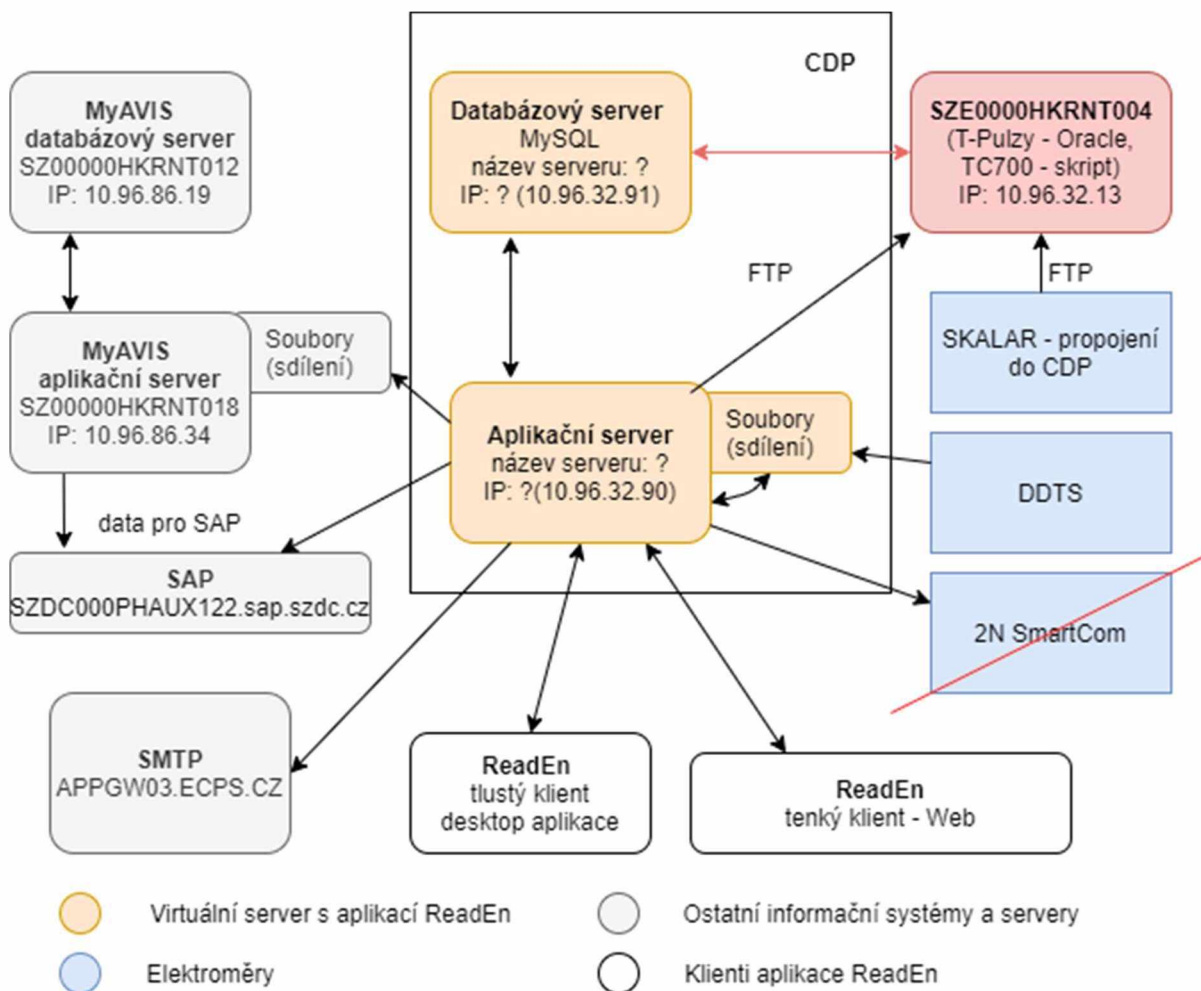 CDP
MyAVIS
databázový server
SZ00000HKRNT012
IP: 10.96.86.19
Databázový server
MySQL
název serveru: ?
IP: ? (10.96.32.91)
SZE0000HKRNT004
(T-Pulzy - Oracle,
TC700 - skript)
IP: 10.96.32.13
FTP
FTP
MyAVIS
aplikační server
SZ00000HKRNT018
IP: 10.96.86.34
Soubory
(sdílení)
SKALAR - propojení
do CDP
Aplikační server
název serveru: ?
IP: ?(10.96.32.90)
Soubory
(sdílení)
DDTS
data pro SAP
SAP
SZDC000PHAUX122.sap.szdc.cz
2N SmartCom
SMTP
APPGW03.ECPS.CZ
ReadEn
tlustý klient
desktop aplikace
ReadEn
tenký klient - Web
Virtuální server s aplikací ReadEn
Ostatní informační systémy a servery
Elektroměry
Klienti aplikace ReadEn